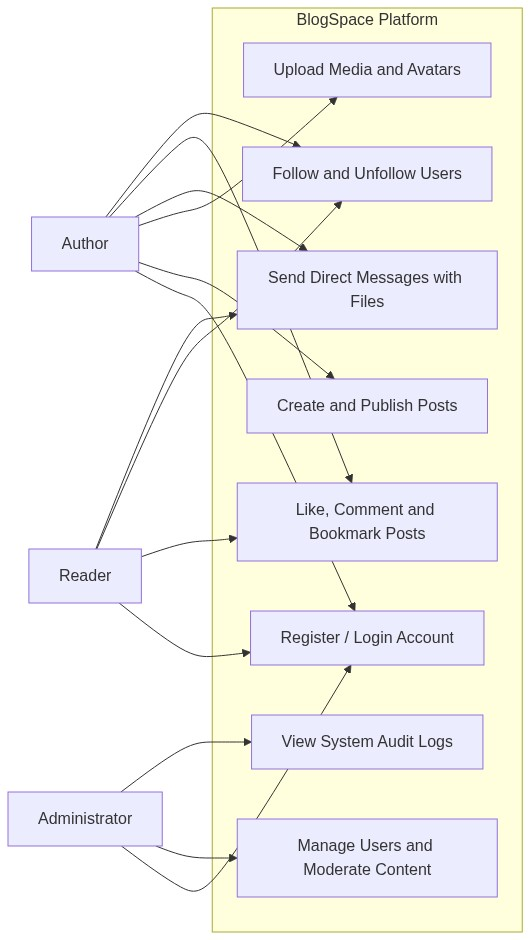 BlogSpace Platform
Upload Media and Avatars
Follow and Unfollow Users
Author
Send Direct Messages with
Files
Create and Publish Posts
Like, Comment and
Bookmark Posts
Reader
Register / Login Account
View System Audit Logs
Administrator
Manage Users and
Moderate Content